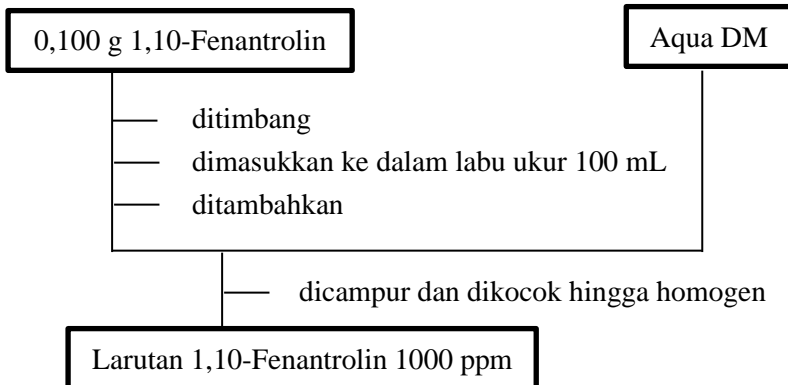 0,100 g 1,10-Fenantrolin
Aqua DM
ditimbang
dimasukkan ke dalam labu ukur 100 mL
ditambahkan
dicampur dan dikocok hingga homogen
Larutan 1,10-Fenantrolin 1000 ppm